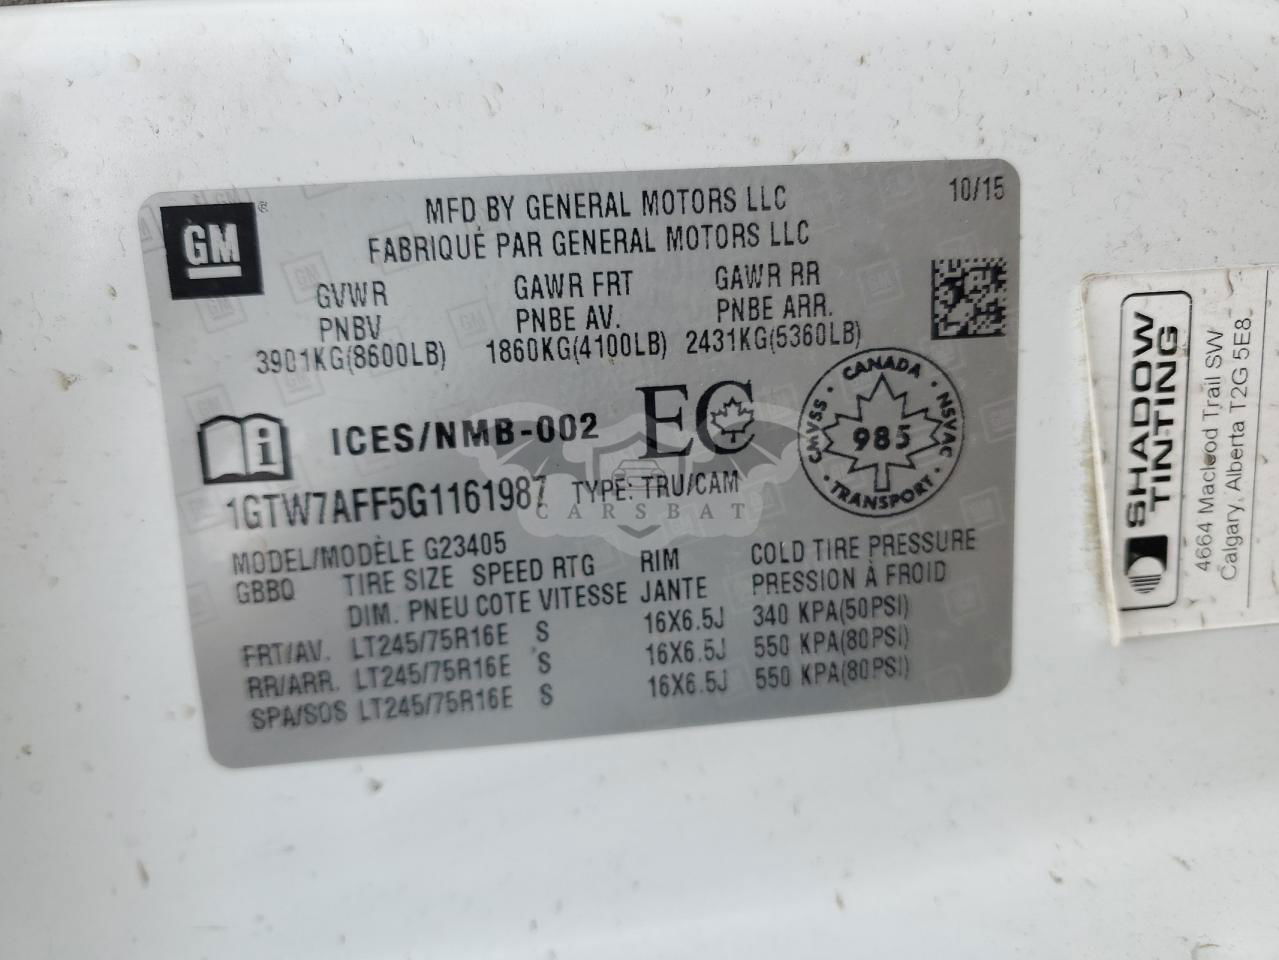 GM
®
MFD BY GENERAL MOTORS LLC
10/15
FABRIQUÉ PAR GENERAL MOTORS LLC
GVWR GAWR FRT GAWR RR
PNBV PNBE AV. PNBE ARR.
3901KG(8600LB) 1860KG(4100LB) 2431KG(5360LB)
ICES/NMB-002
EC
CANADA
CMVSS
985
NSVAC
TRANSPORT
1GTW7AFF5G1161987 TYPE: TRU/CAM
MODEL/MODÈLE G23405
GBBQ TIRE SIZE SPEED RTG RIM COLD TIRE PRESSURE
DIM. PNEU COTE VITESSE JANTE PRESSION À FROID
FRT/AV. LT245/75R16E S 16X6.5J 340 KPA(50PSI)
RR/ARR. LT245/75R16E S 16X6.5J 550 KPA(80PSI)
SPA/SOS LT245/75R16E S 16X6.5J 550 KPA(80PSI)
CARSBAT
SHADOW
TINTING
4664 Macleod Trail SW
Calgary, Alberta T2G 5E8